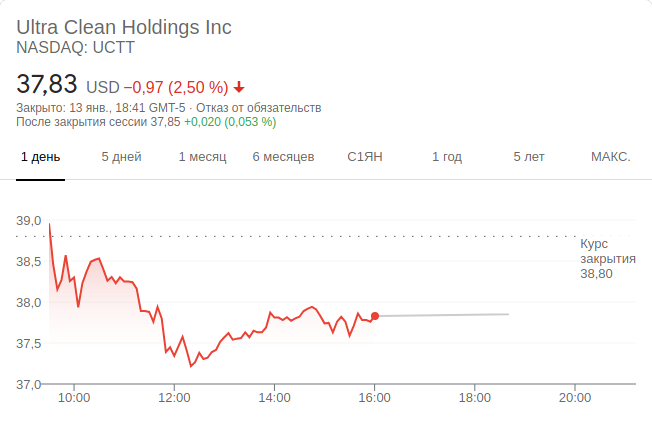 Ultra Clean Holdings Inc
NASDAQ: UCTT
37,83 USD −0,97 (2,50 %)
Закрыто: 13 янв., 18:41 GMT-5 · Отказ от обязательств
После закрытия сессии 37,85 +0,020 (0,053 %)
1 день 5 дней 1 месяц 6 месяцев С1ЯН 1 год 5 лет МАКС.
39,0
Курс
закрытия
38,80
38,5
38,0
37,5
37,0
10:00 12:00 14:00 16:00 18:00 20:00